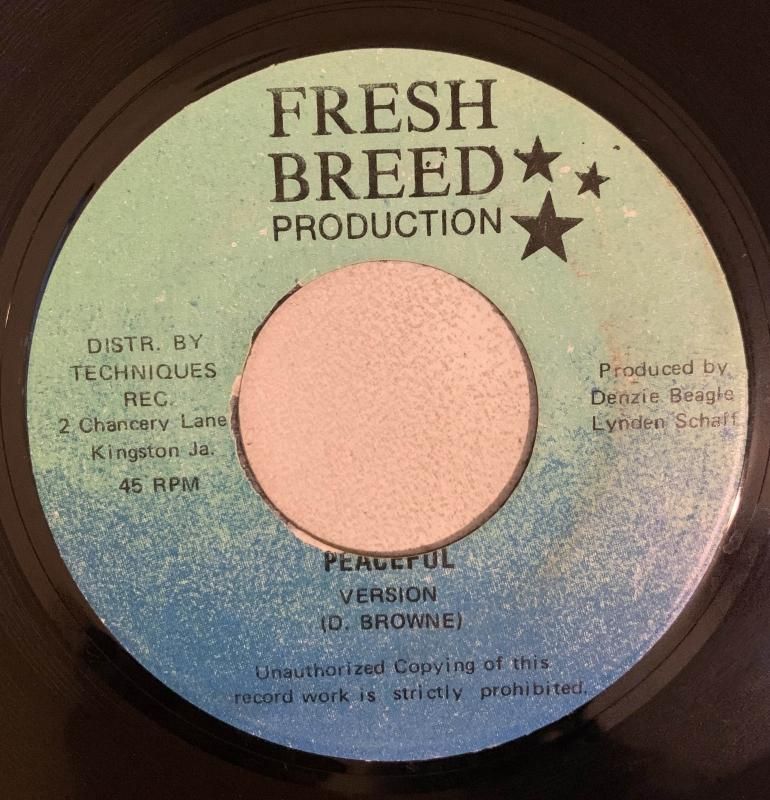 FRESH
BREED
PRODUCTION
DISTR. BY
TECHNIQUES
REC.
2 Chancery Lane
Kingston Ja.
45 RPM
Produced by
Denzie Beagle
Lynden Schaff
PEACEFUL
VERSION
(D. BROWNE)
Unauthorized Copying of this
record work is strictly prohibited.